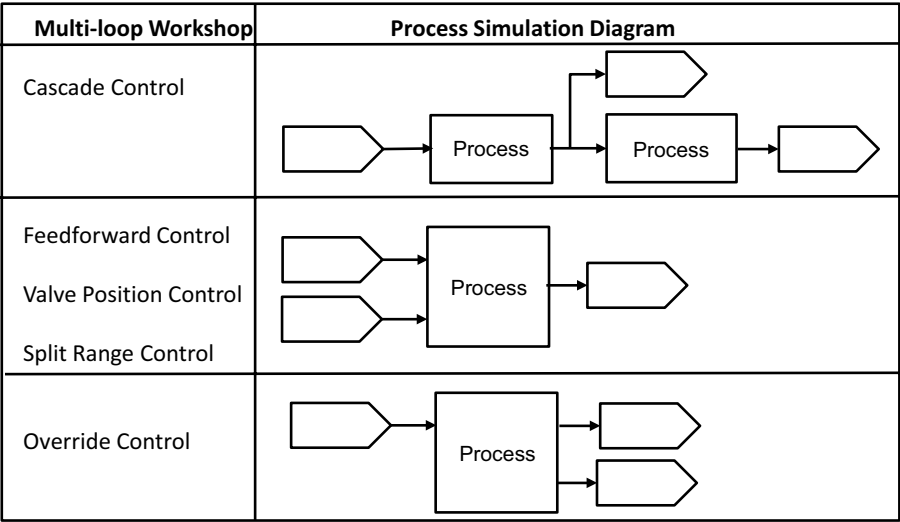 Multi-loop Workshop
Process Simulation Diagram
Cascade Control
Process
Process
Feedforward Control
Valve Position Control
Split Range Control
Process
Override Control
Process